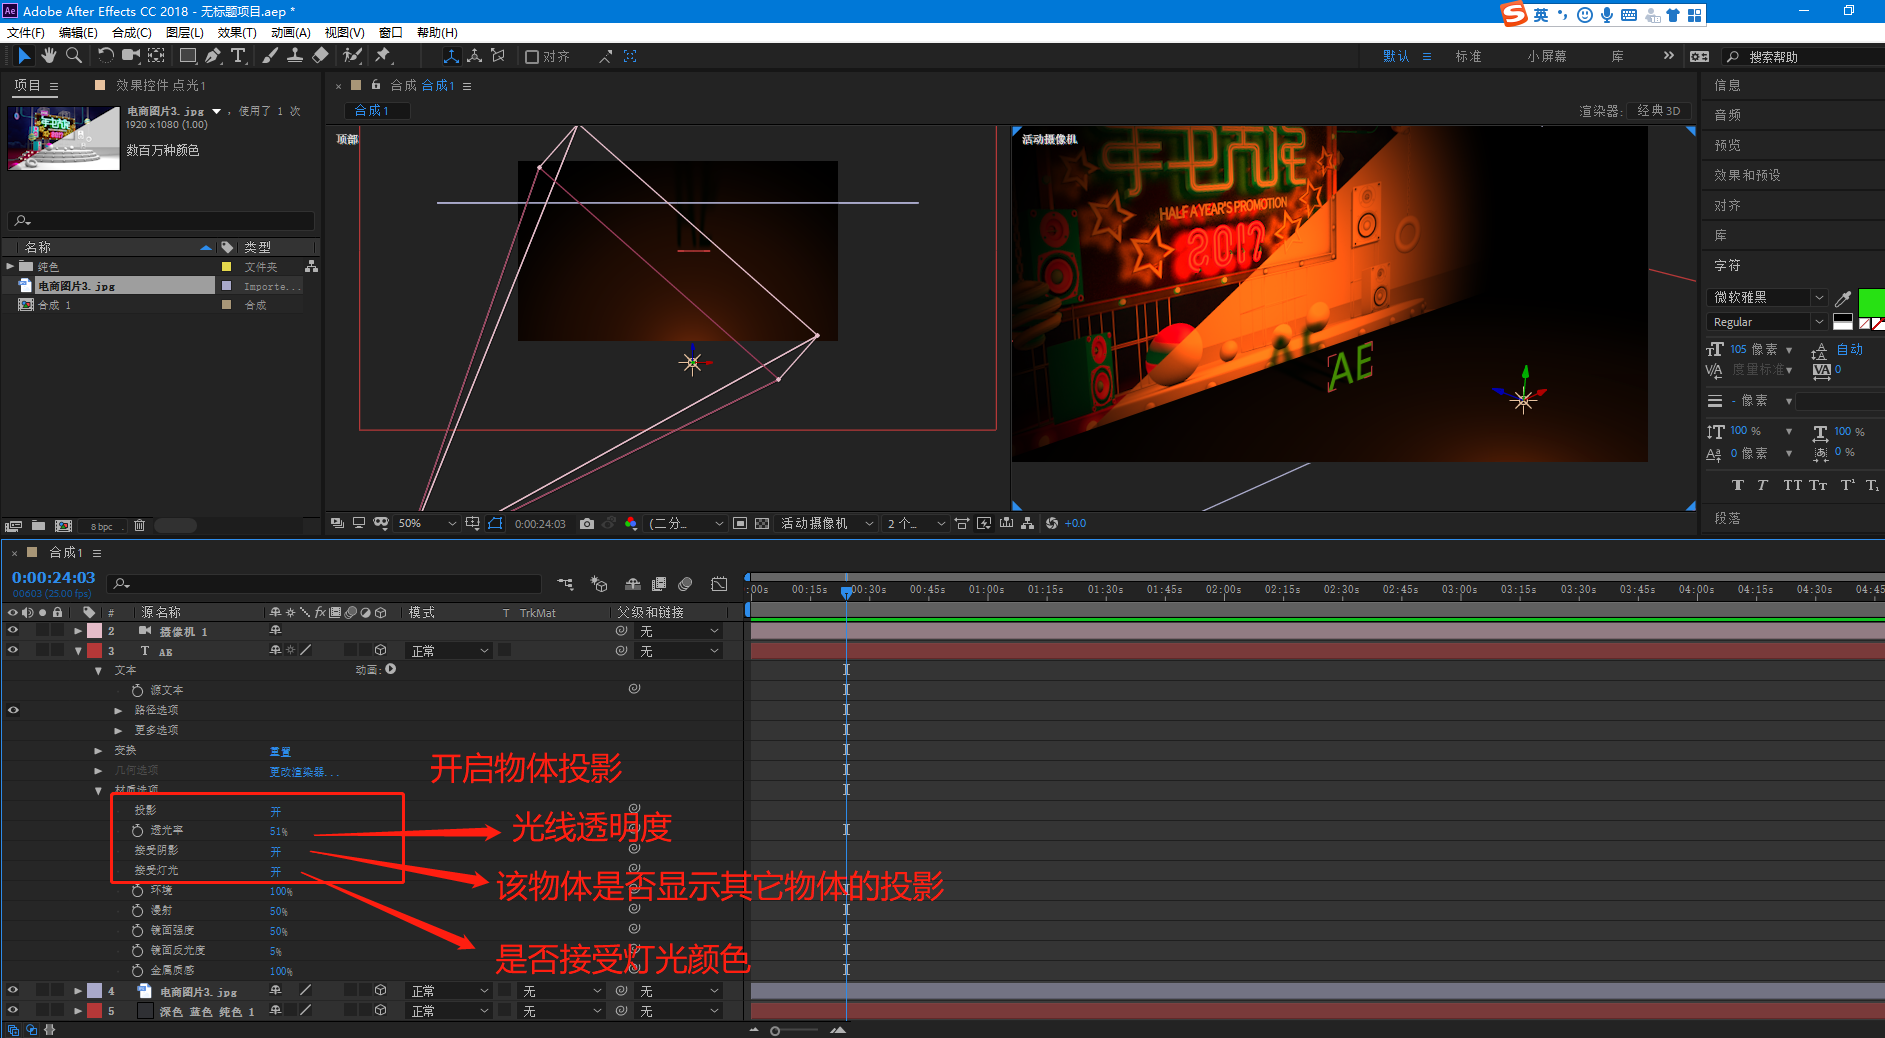 Ae Adobe After Effects CC 2018 - 无标题项目.aep *
英
文件(F) 编辑(E) 合成(C) 图层(L) 效果(T) 动画(A) 视图(V) 窗口 帮助(H)
对齐 默认 标准 小屏幕 库 搜索帮助
项目 效果控件 点光1 合成 合成1 信息
合成1 渲染器: 经典 3D
电商图片3.jpg ，使用了 1 次
1920 x 1080 (1.00)
数百万种颜色
音频
预览
效果和预设
对齐
库
字符
顶部 活动摄像机
HALF A YEAR'S PROMOTION
2017
AE
名称 类型
纯色 文件夹
电商图片3.jpg Importe...
合成 1 合成
微软雅黑
Regular
105 像素 自动
度量标准 0
- 像素
100 % 100 %
0 像素 0 %
T T TT Tт T¹ T₁
段落
8 bpc
50% 0:00:24:03 (二分... 活动摄像机 2 个... +0.0
合成1
0:00:24:03
00603 (25.00 fps)
:00s 00:15s 00:30s 00:45s 01:00s 01:15s 01:30s 01:45s 02:00s 02:15s 02:30s 02:45s 03:00s 03:15s 03:30s 03:45s 04:00s 04:15s 04:30s 04:45
# 源名称 fx 模式 T TrkMat 父级和链接
2 摄像机 1 无
3 T AE 正常 无
文本 动画:
源文本
路径选项
更多选项
变换 重置
几何选项 更改渲染器...
开启物体投影
材质选项
投影 开
透光率 51%
光线透明度
接受阴影 开
接受灯光 开
该物体是否显示其它物体的投影
环境 100%
漫射 50%
镜面强度 50%
镜面反光度 5%
是否接受灯光颜色
金属质感 100%
4 电商图片3.jpg 正常 无 无
5 深色 蓝色 纯色 1 正常 无 无